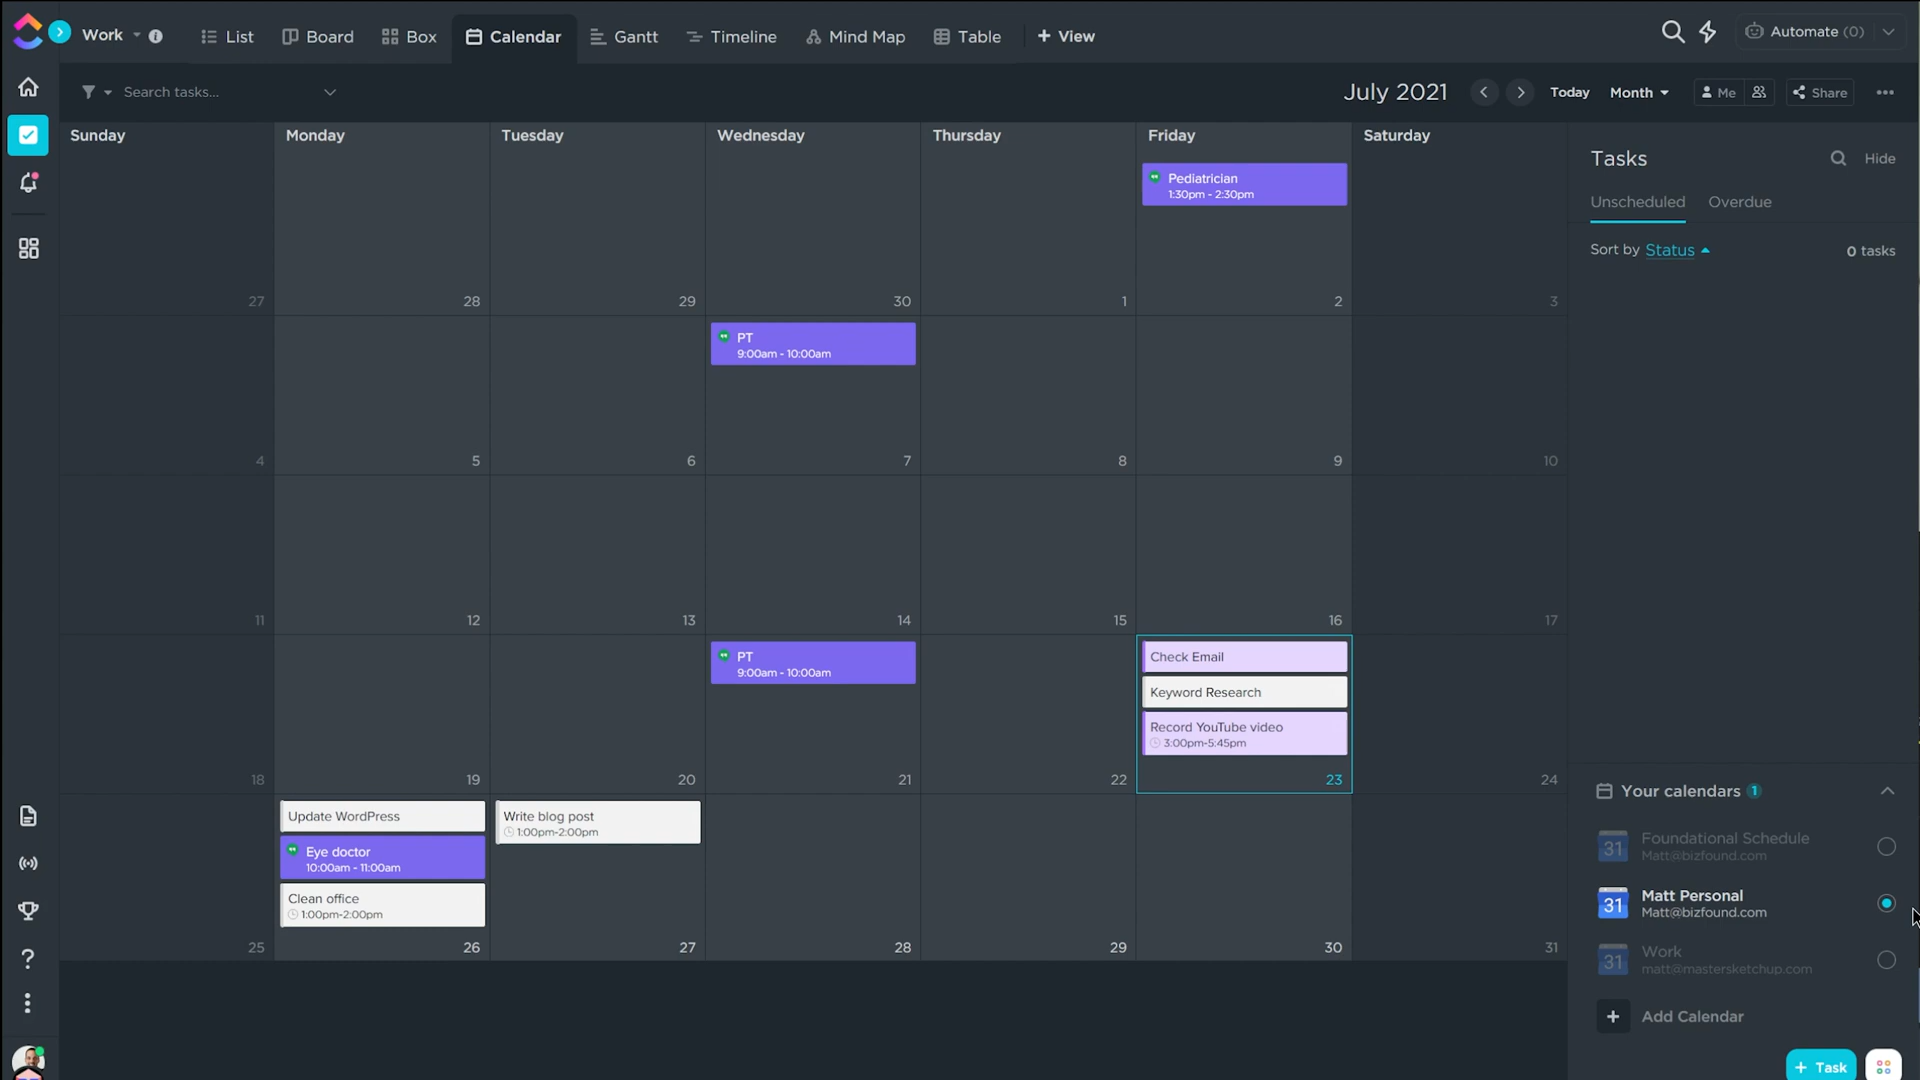 Work
List
Board
Box
Calendar
Gantt
Timeline
Mind Map
Table
+ View
Automate (0)
Search tasks...
July 2021
Today
Month
Me
Share
Sunday
Monday
Tuesday
Wednesday
Thursday
Friday
Saturday
Pediatrician
1:30pm - 2:30pm
27
28
29
30
1
2
3
PT
9:00am - 10:00am
4
5
6
7
8
9
10
11
12
13
14
15
16
17
PT
9:00am - 10:00am
Check Email
Keyword Research
Record YouTube video
3:00pm-5:45pm
18
19
20
21
22
23
24
Update WordPress
Eye doctor
10:00am - 11:00am
Clean office
1:00pm-2:00pm
Write blog post
1:00pm-2:00pm
25
26
27
28
29
30
31
Tasks
Hide
Unscheduled
Overdue
Sort by Status
0 tasks
Your calendars 1
31
Foundational Schedule
Matt@bizfound.com
31
Matt Personal
Matt@bizfound.com
31
Work
matt@mastersketchup.com
+ Add Calendar
+ Task